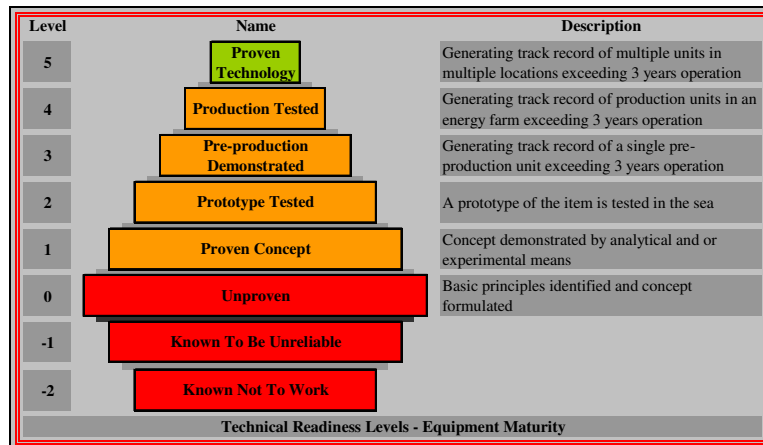 Level Name Description
5
Proven
Technology
Generating track record of multiple units in
multiple locations exceeding 3 years operation
4
Production Tested
Generating track record of production units in an
energy farm exceeding 3 years operation
3
Pre-production
Demonstrated
Generating track record of a single pre-
production unit exceeding 3 years operation
2
Prototype Tested
A prototype of the item is tested in the sea
1
Proven Concept
Concept demonstrated by analytical and or
experimental means
0
Unproven
Basic principles identified and concept
formulated
-1
Known To Be Unreliable
-2
Known Not To Work
Technical Readiness Levels - Equipment Maturity